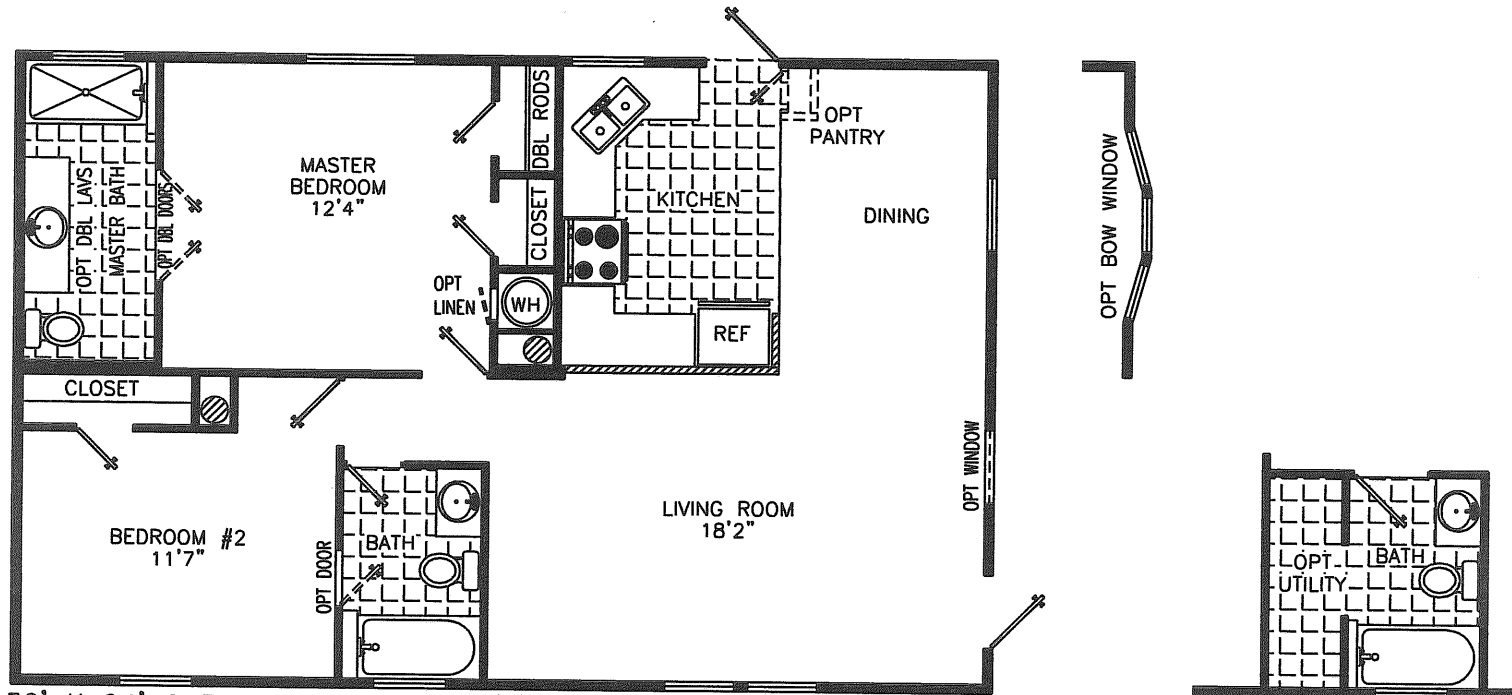 MASTER
BEDROOM
12'4"
OPT DBL LAVS
MASTER BATH
OPT DBL DOORS
DBL RODS
CLOSET
OPT
LINEN
WH
KITCHEN
REF
OPT
PANTRY
DINING
OPT BOW WINDOW
CLOSET
BEDROOM #2
11'7"
OPT DOOR
BATH
LIVING ROOM
18'2"
OPT WINDOW
OPT
UTILITY
BATH